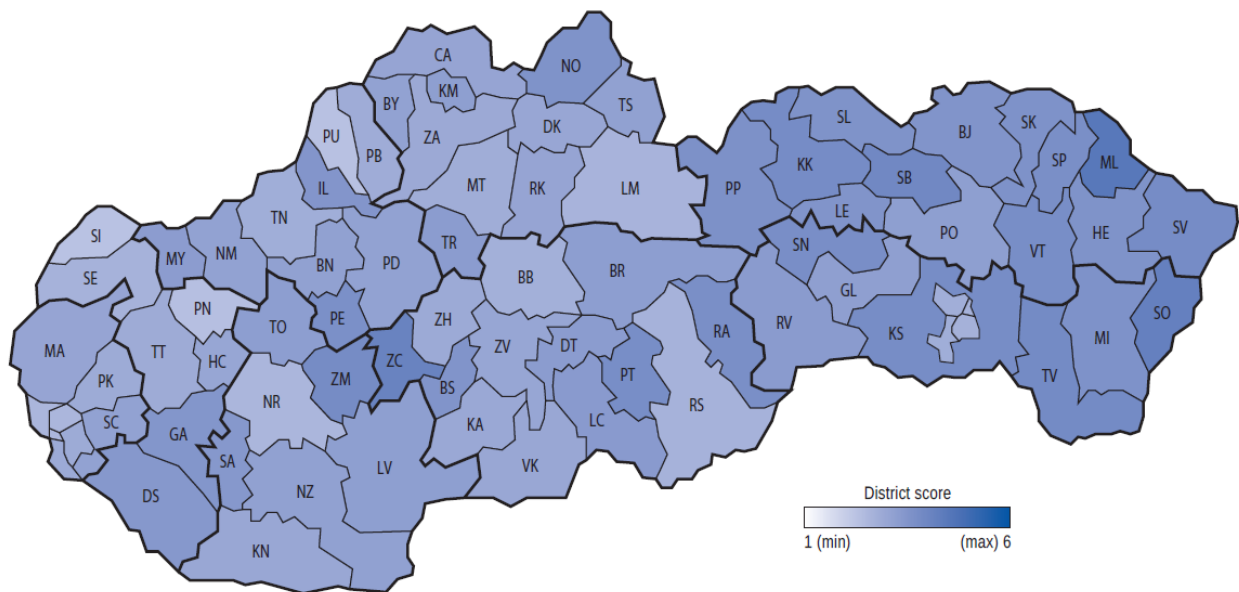 CA
NO
KM
BY
TS
SL
SK
DK
BJ
PU
ZA
PB
SP
ML
KK
SB
IL
MT
RK
LM
PP
LE
TN
PO
HE
SV
SI
TR
SN
VT
MY
NM
BN
PD
BB
BR
SE
GL
PN
ZH
SO
TO
PE
RV
KS
MI
MA
TT
HC
ZC
ZV
DT
RA
PK
ZM
PT
TV
BS
NR
RS
SC
KA
LC
GA
SA
LV
VK
DS
NZ
KN
District score
1 (min)
(max) 6